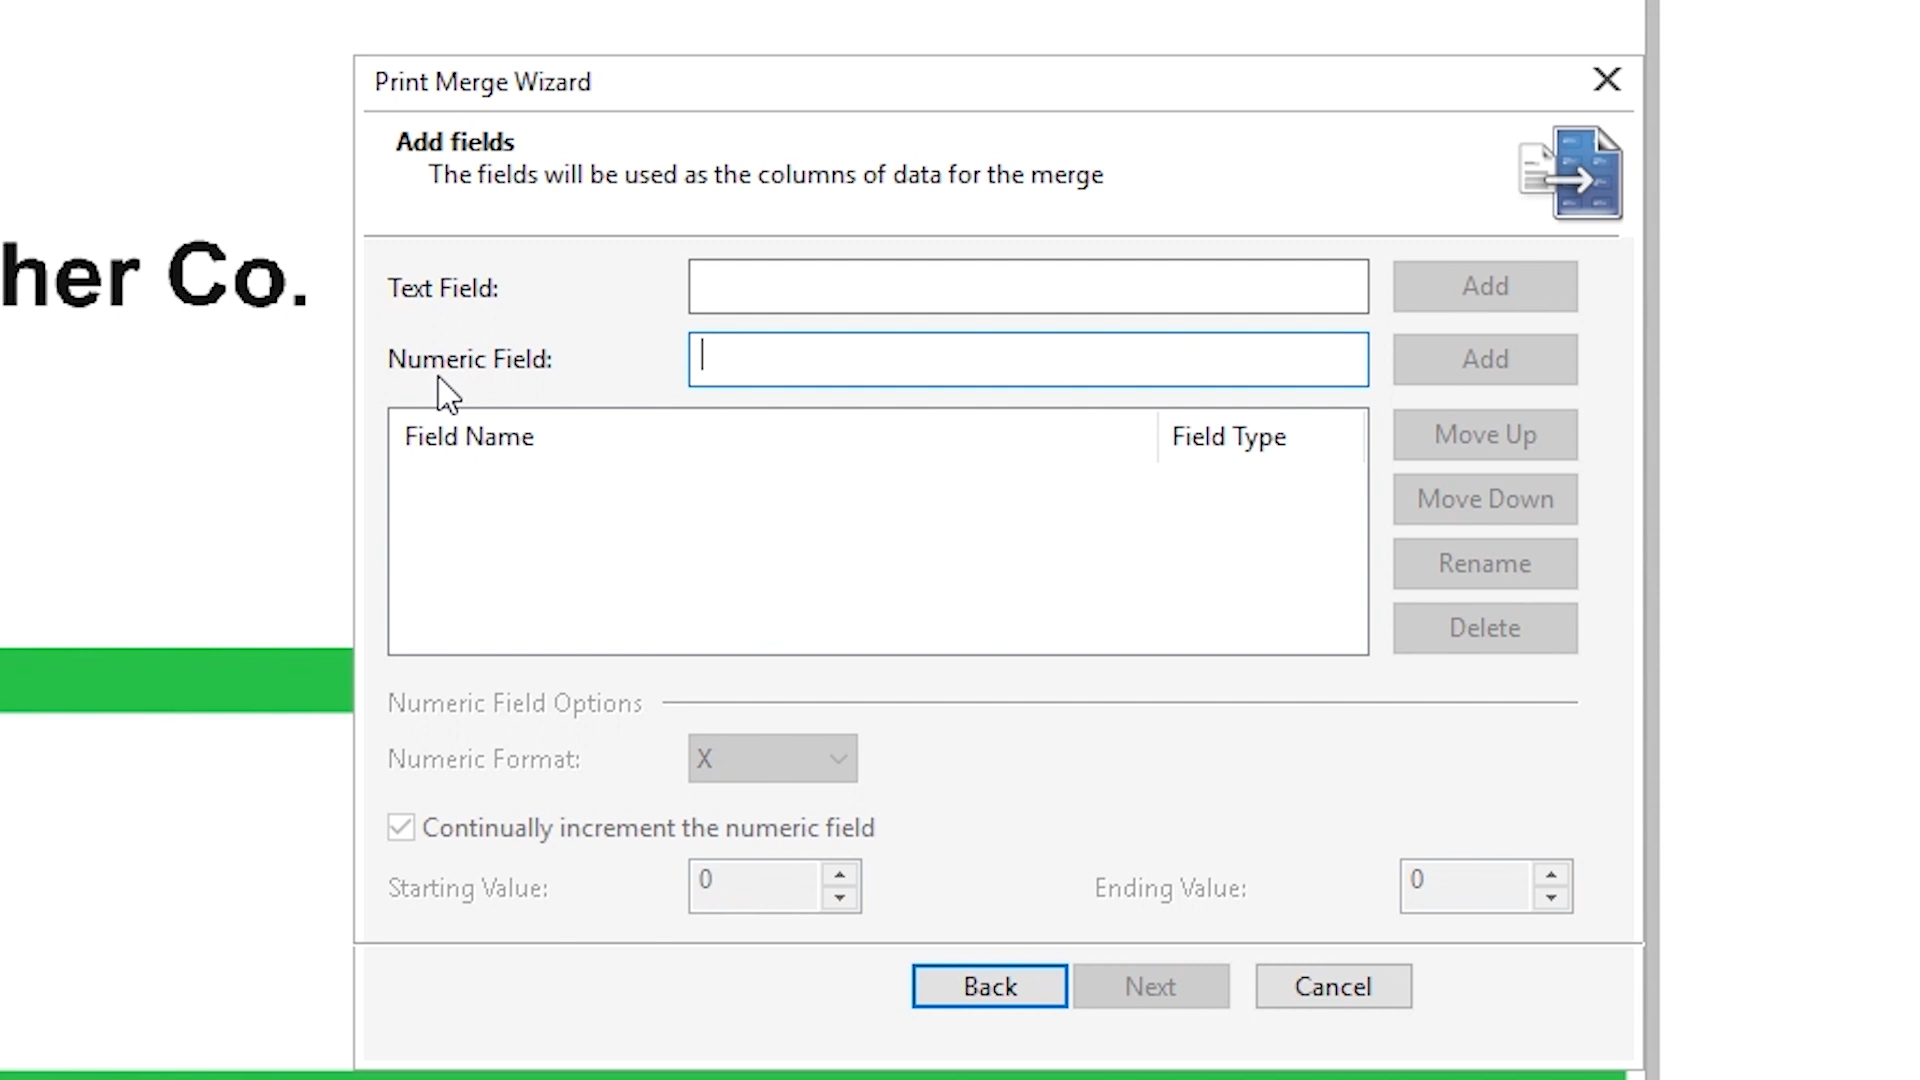 Print Merge Wizard
Add fields
The fields will be used as the columns of data for the merge
her Co.
Text Field:
Add
Numeric Field:
Add
Field Name
Field Type
Move Up
Move Down
Rename
Delete
Numeric Field Options
Numeric Format:
X
Continually increment the numeric field
Starting Value:
0
Ending Value:
0
Back
Next
Cancel